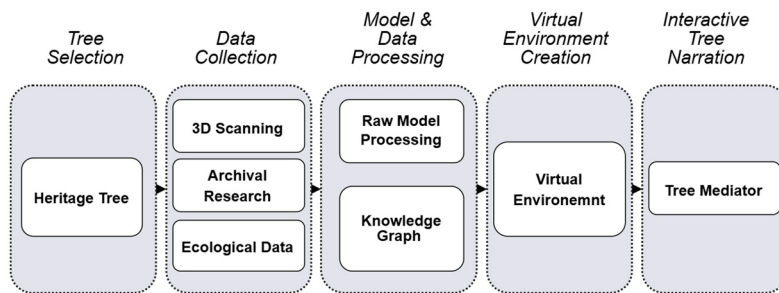 Tree
Selection
Data
Collection
Model &
Data
Processing
Virtual
Environment
Creation
Interactive
Tree
Narration
Heritage Tree
3D Scanning
Archival
Research
Ecological Data
Raw Model
Processing
Knowledge
Graph
Virtual
Environemnt
Tree Mediator